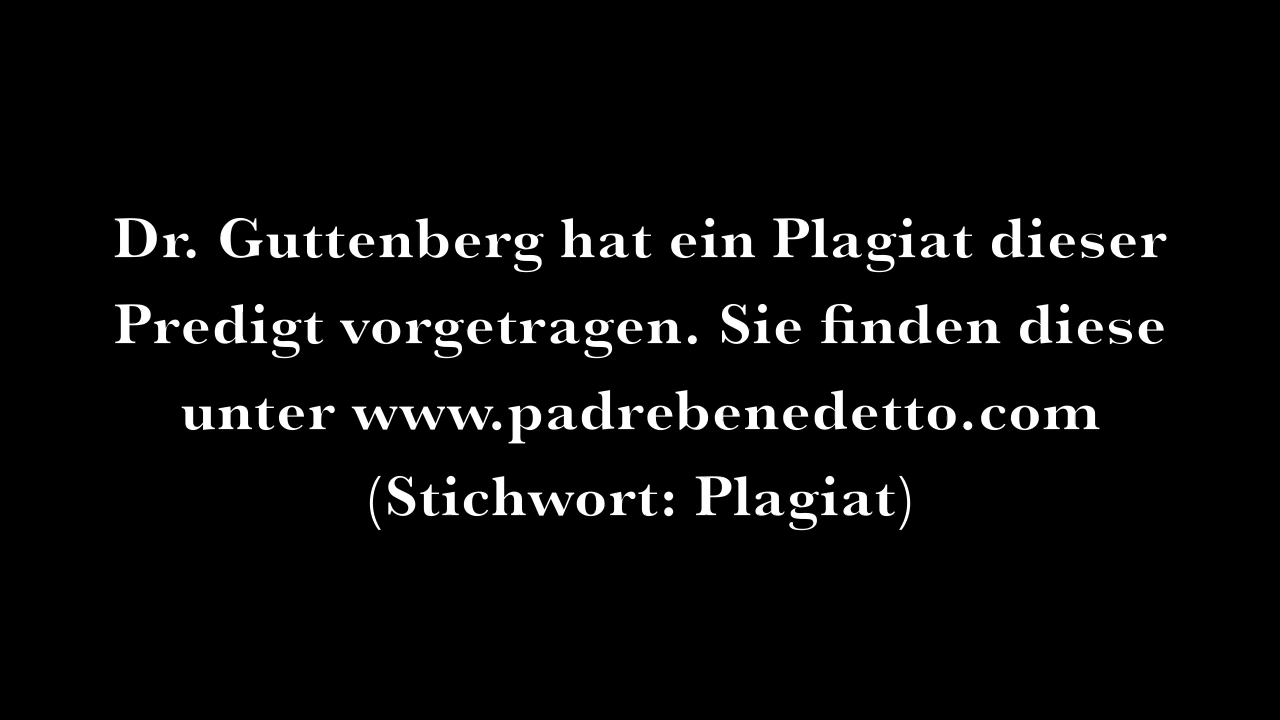 Dr. Guttenberg hat ein Plagiat dieser
Predigt vorgetragen. Sie finden diese
unter www.padrebenedetto.com
(Stichwort: Plagiat)